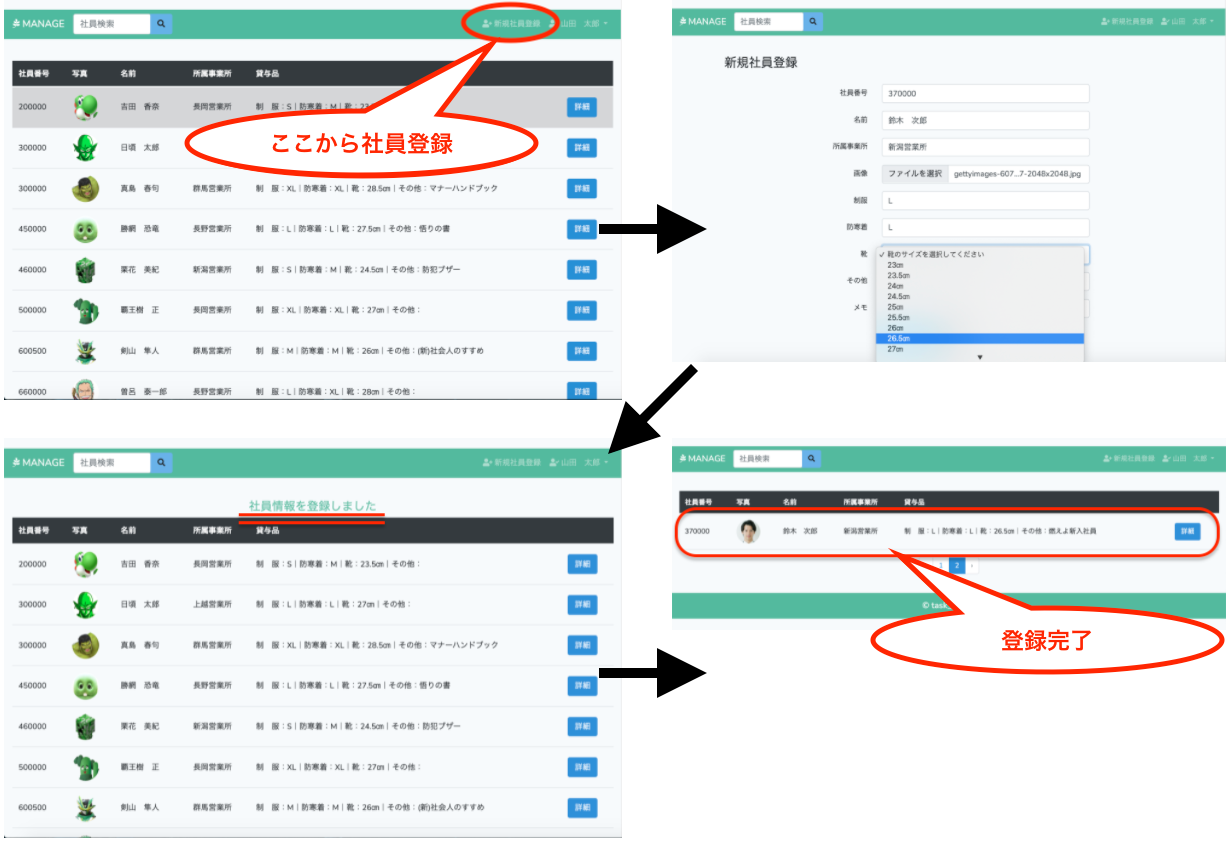 MANAGE 社員検索 新規社員登録 山田 太郎
社員番号 写真 名前 所属事業所 貸与品
200000 吉田 香奈 長岡営業所 制 服：S | 防寒着：M | 靴：23 詳細
ここから社員登録
300000 日頃 太郎 詳細
300000 真島 春句 群馬営業所 制 服：XL | 防寒着：XL | 靴：28.5cm | その他：マナーハンドブック 詳細
450000 勝網 恐竜 長野営業所 制 服：L | 防寒着：L | 靴：27.5cm | その他：悟りの書 詳細
460000 菜花 美紀 新潟営業所 制 服：S | 防寒着：M | 靴：24.5cm | その他：防犯ブザー 詳細
500000 覇王樹 正 長岡営業所 制 服：XL | 防寒着：XL | 靴：27cm | その他： 詳細
600500 剣山 隼人 群馬営業所 制 服：M | 防寒着：M | 靴：26cm | その他：(新)社会人のすすめ 詳細
660000 曽呂 泰一郎 長野営業所 制 服：L | 防寒着：XL | 靴：28cm | その他： 詳細
MANAGE 社員検索 新規社員登録 山田 太郎
新規社員登録
社員番号 370000
名前 鈴木 次郎
所属事業所 新潟営業所
画像 ファイルを選択 gettyimages-607...7-2048x2048.jpg
制服 L
防寒着 L
靴 ✓ 靴のサイズを選択してください
23cm
23.5cm
その他
24cm
24.5cm
25cm
メモ
25.5cm
26cm
26.5cm
27cm
MANAGE 社員検索 新規社員登録 山田 太郎
社員情報を登録しました
社員番号 写真 名前 所属事業所 貸与品
200000 吉田 香奈 長岡営業所 制 服：S | 防寒着：M | 靴：23.5cm | その他： 詳細
300000 日頃 太郎 上越営業所 制 服：L | 防寒着：L | 靴：27cm | その他： 詳細
300000 真島 春句 群馬営業所 制 服：XL | 防寒着：XL | 靴：28.5cm | その他：マナーハンドブック 詳細
450000 勝網 恐竜 長野営業所 制 服：L | 防寒着：L | 靴：27.5cm | その他：悟りの書 詳細
460000 菜花 美紀 新潟営業所 制 服：S | 防寒着：M | 靴：24.5cm | その他：防犯ブザー 詳細
500000 覇王樹 正 長岡営業所 制 服：XL | 防寒着：XL | 靴：27cm | その他： 詳細
600500 剣山 隼人 群馬営業所 制 服：M | 防寒着：M | 靴：26cm | その他：(新)社会人のすすめ 詳細
MANAGE 社員検索 新規社員登録 山田 太郎
社員番号 写真 名前 所属事業所 貸与品
370000 鈴木 次郎 新潟営業所 制 服：L | 防寒着：L | 靴：26.5cm | その他：燃えよ新入社員 詳細
1 2 ›
© task
登録完了